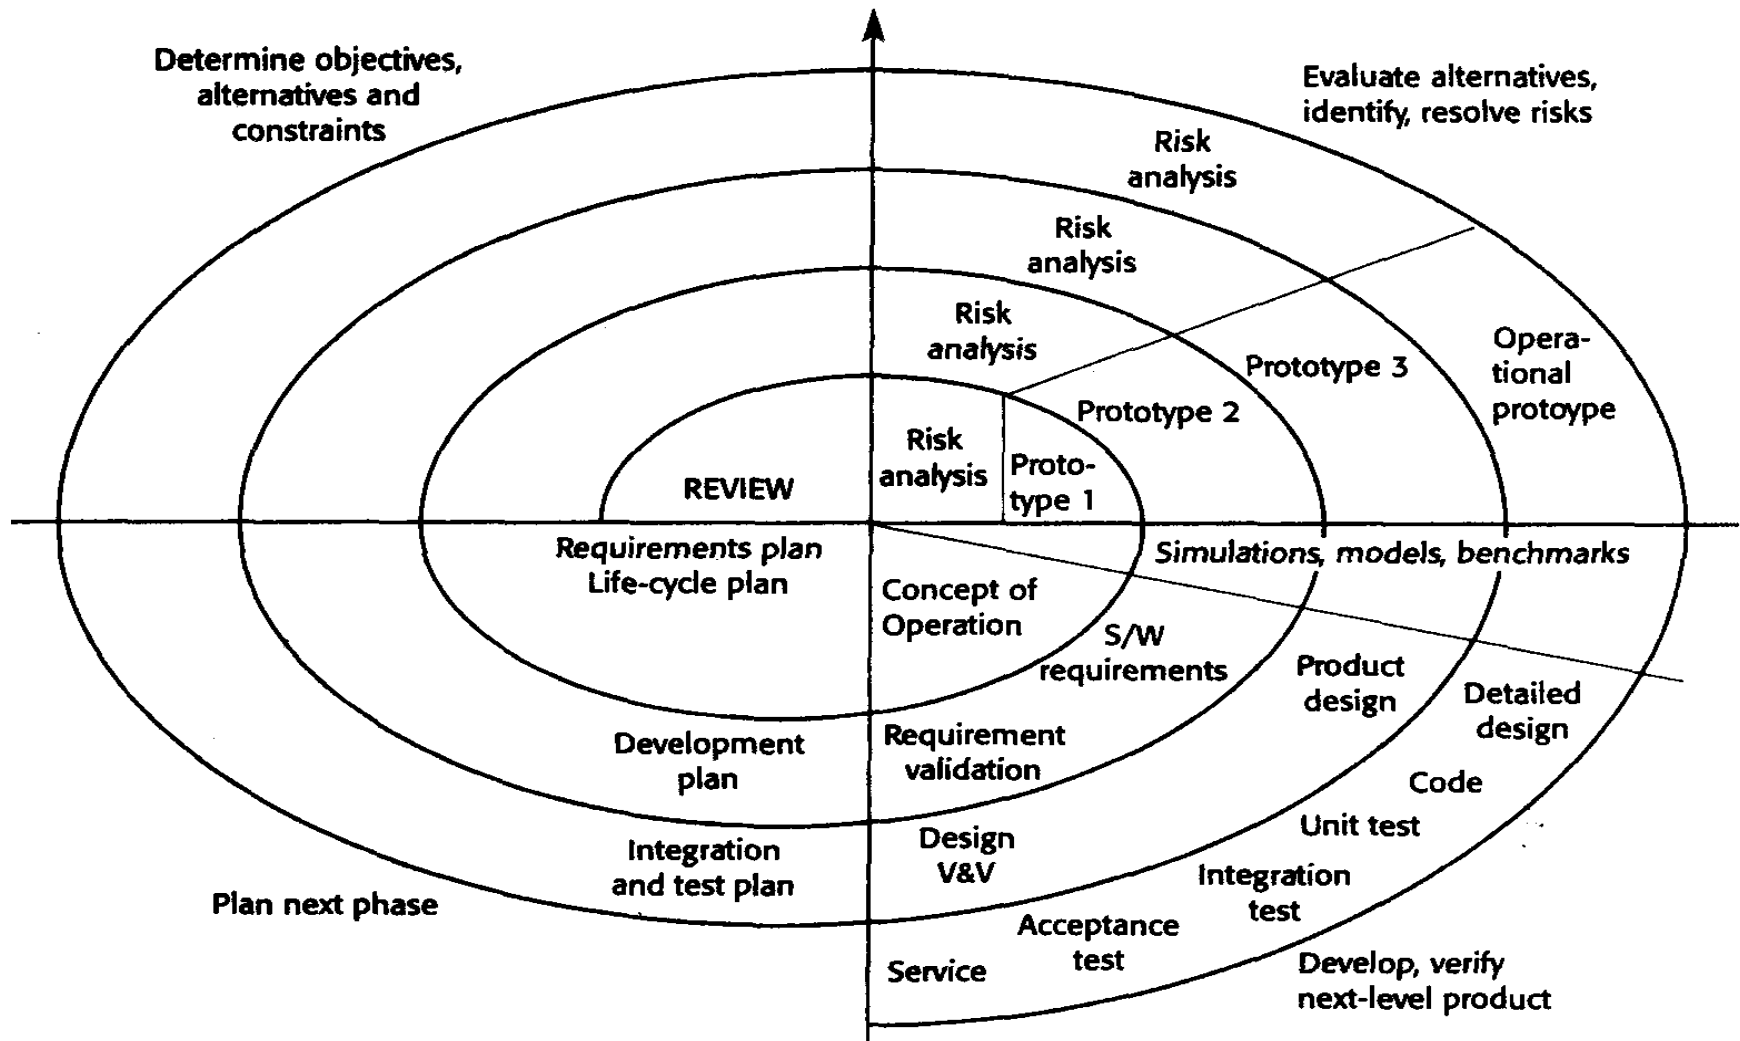 Determine objectives,
alternatives and
constraints
Evaluate alternatives,
identify, resolve risks
Risk
analysis
Risk
analysis
Risk
analysis
Risk
analysis
Proto-
type 1
Prototype 2
Prototype 3
Opera-
tional
protoype
REVIEW
Requirements plan
Life-cycle plan
Simulations, models, benchmarks
Concept of
Operation
S/W
requirements
Product
design
Detailed
design
Development
plan
Requirement
validation
Code
Unit test
Integration
and test plan
Design
V&V
Integration
test
Plan next phase
Acceptance
test
Service
Develop, verify
next-level product